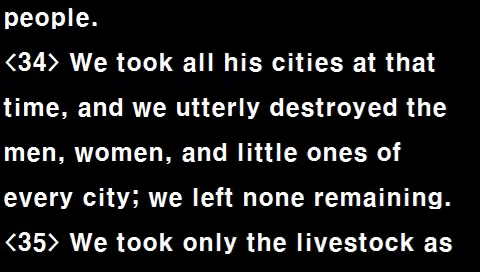 people.
<34> We took all his cities at that
time, and we utterly destroyed the
men, women, and little ones of
every city; we left none remaining.
<35> We took only the livestock as